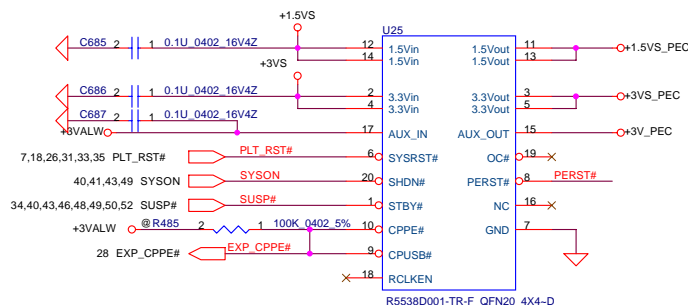 +1.5VS
U25
C685 2 1 0.1U_0402_16V4Z 12 1.5Vin 1.5Vout 11 +1.5VS_PEC
14 1.5Vin 1.5Vout 13
+3VS
C686 2 1 0.1U_0402_16V4Z 2 3.3Vin 3.3Vout 3 +3VS_PEC
4 3.3Vin 3.3Vout 5
C687 2 1 0.1U_0402_16V4Z
+3VALW 17 AUX_IN AUX_OUT 15 +3V_PEC
7,18,26,31,33,35 PLT_RST# PLT_RST# 6 SYSRST# OC# 19
40,41,43,49 SYSON SYSON 20 SHDN# PERST# 8 PERST#
34,40,43,46,48,49,50,52 SUSP# SUSP# 1 STBY# NC 16
+3VALW @R485 2 1 100K_0402_5% 10 CPPE# GND 7
28 EXP_CPPE# EXP_CPPE# 9 CPUSB#
18 RCLKEN
R5538D001-TR-F_QFN20_4X4~D